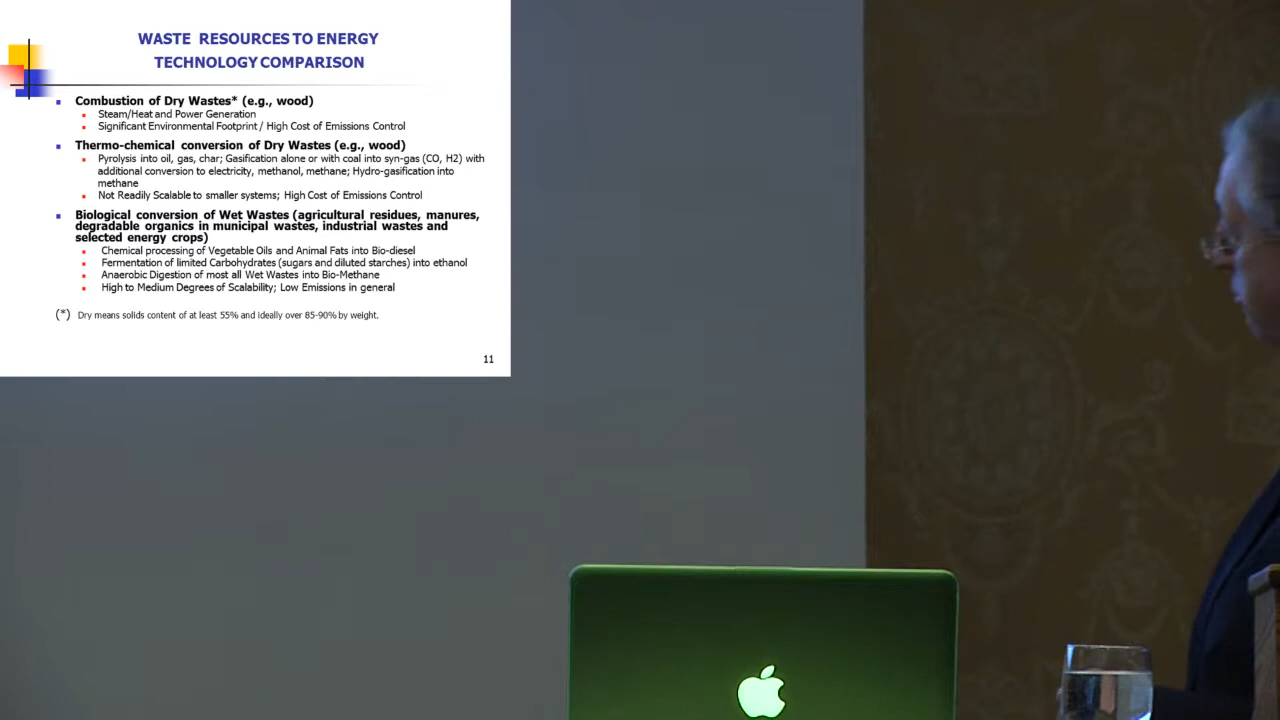 WASTE RESOURCES TO ENERGY
TECHNOLOGY COMPARISON
Combustion of Dry Wastes* (e.g., wood)
Steam/Heat and Power Generation
Significant Environmental Footprint / High Cost of Emissions Control
Thermo-chemical conversion of Dry Wastes (e.g., wood)
Pyrolysis into oil, gas, char; Gasification alone or with coal into syn-gas (CO, H2) with
additional conversion to electricity, methanol, methane; Hydro-gasification into
methane
Not Readily Scalable to smaller systems; High Cost of Emissions Control
Biological conversion of Wet Wastes (agricultural residues, manures,
degradable organics in municipal wastes, industrial wastes and
selected energy crops)
Chemical processing of Vegetable Oils and Animal Fats into Bio-diesel
Fermentation of limited Carbohydrates (sugars and diluted starches) into ethanol
Anaerobic Digestion of most all Wet Wastes into Bio-Methane
High to Medium Degrees of Scalability; Low Emissions in general
(*) Dry means solids content of at least 55% and ideally over 85-90% by weight.
11